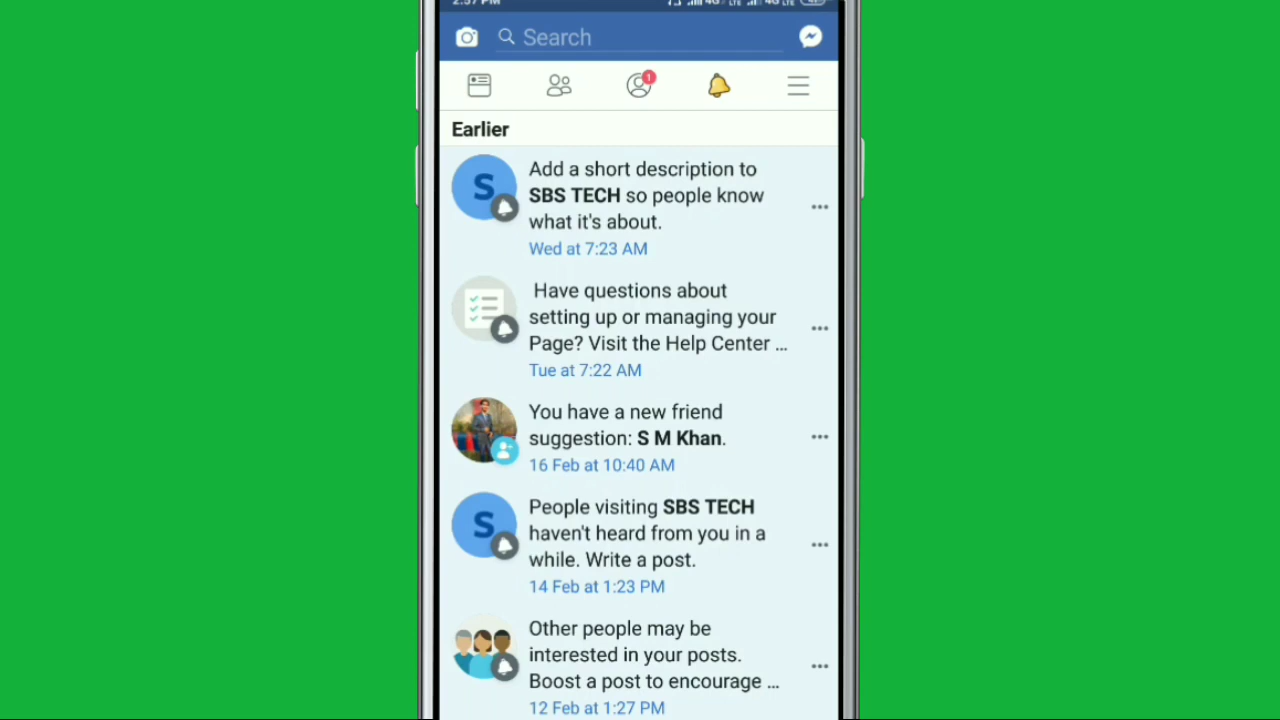 2:57 PM
Search
1
Earlier
S
Add a short description to
SBS TECH so people know
what it's about.
Wed at 7:23 AM
Have questions about
setting up or managing your
Page? Visit the Help Center ...
Tue at 7:22 AM
You have a new friend
suggestion: S M Khan.
16 Feb at 10:40 AM
S
People visiting SBS TECH
haven't heard from you in a
while. Write a post.
14 Feb at 1:23 PM
Other people may be
interested in your posts.
Boost a post to encourage ...
12 Feb at 1:27 PM